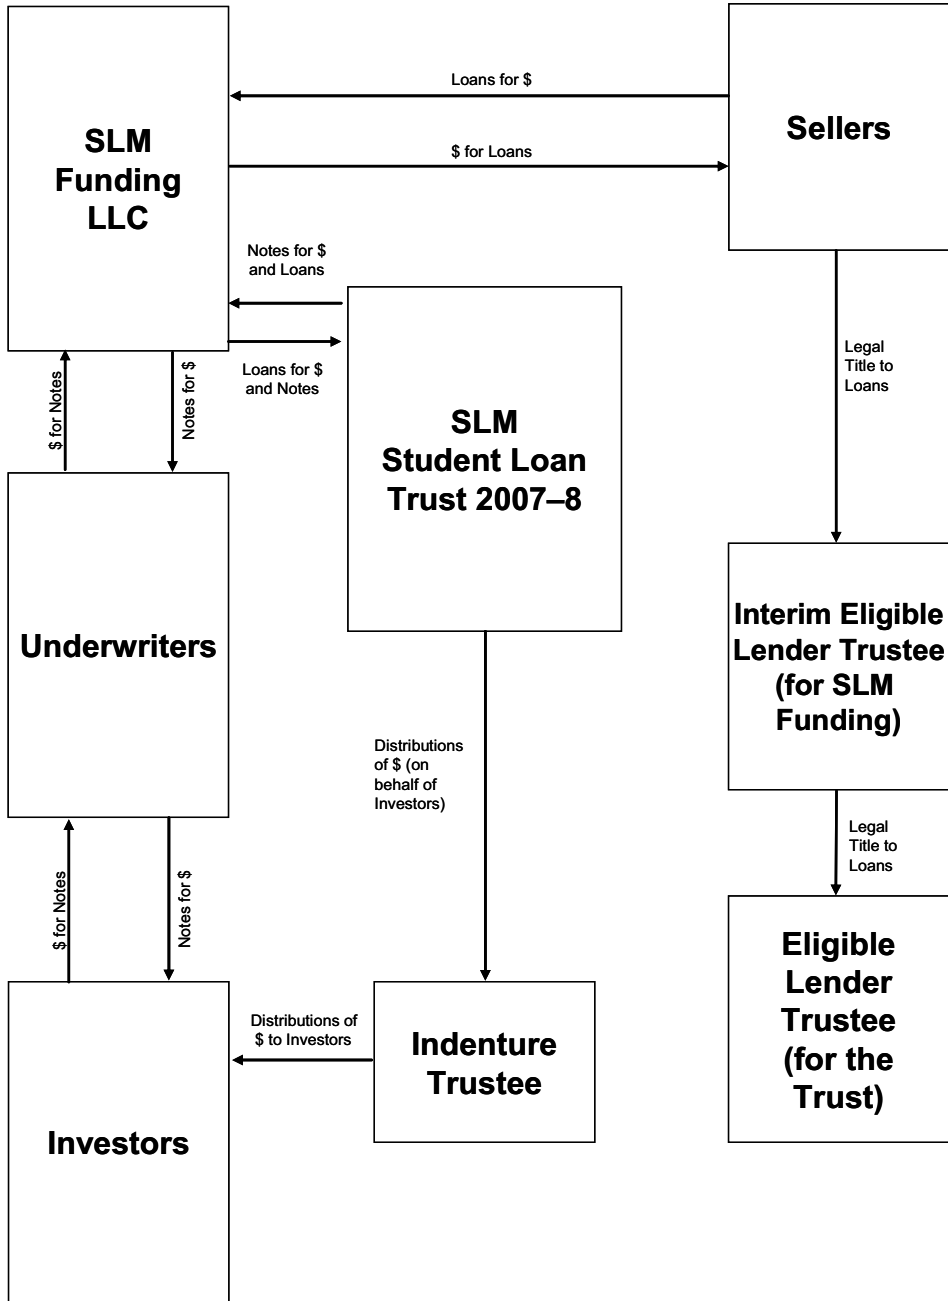 SLM
Funding
LLC
Loans for $
$ for Loans
Sellers
Notes for $
and Loans
Loans for $
and Notes
$ for Notes
Notes for $
SLM
Student Loan
Trust 2007–8
Legal
Title to
Loans
Underwriters
Interim Eligible
Lender Trustee
(for SLM
Funding)
Distributions
of $ (on
behalf of
Investors)
Legal
Title to
Loans
$ for Notes
Notes for $
Eligible
Lender
Trustee
(for the
Trust)
Distributions of
$ to Investors
Indenture
Trustee
Investors